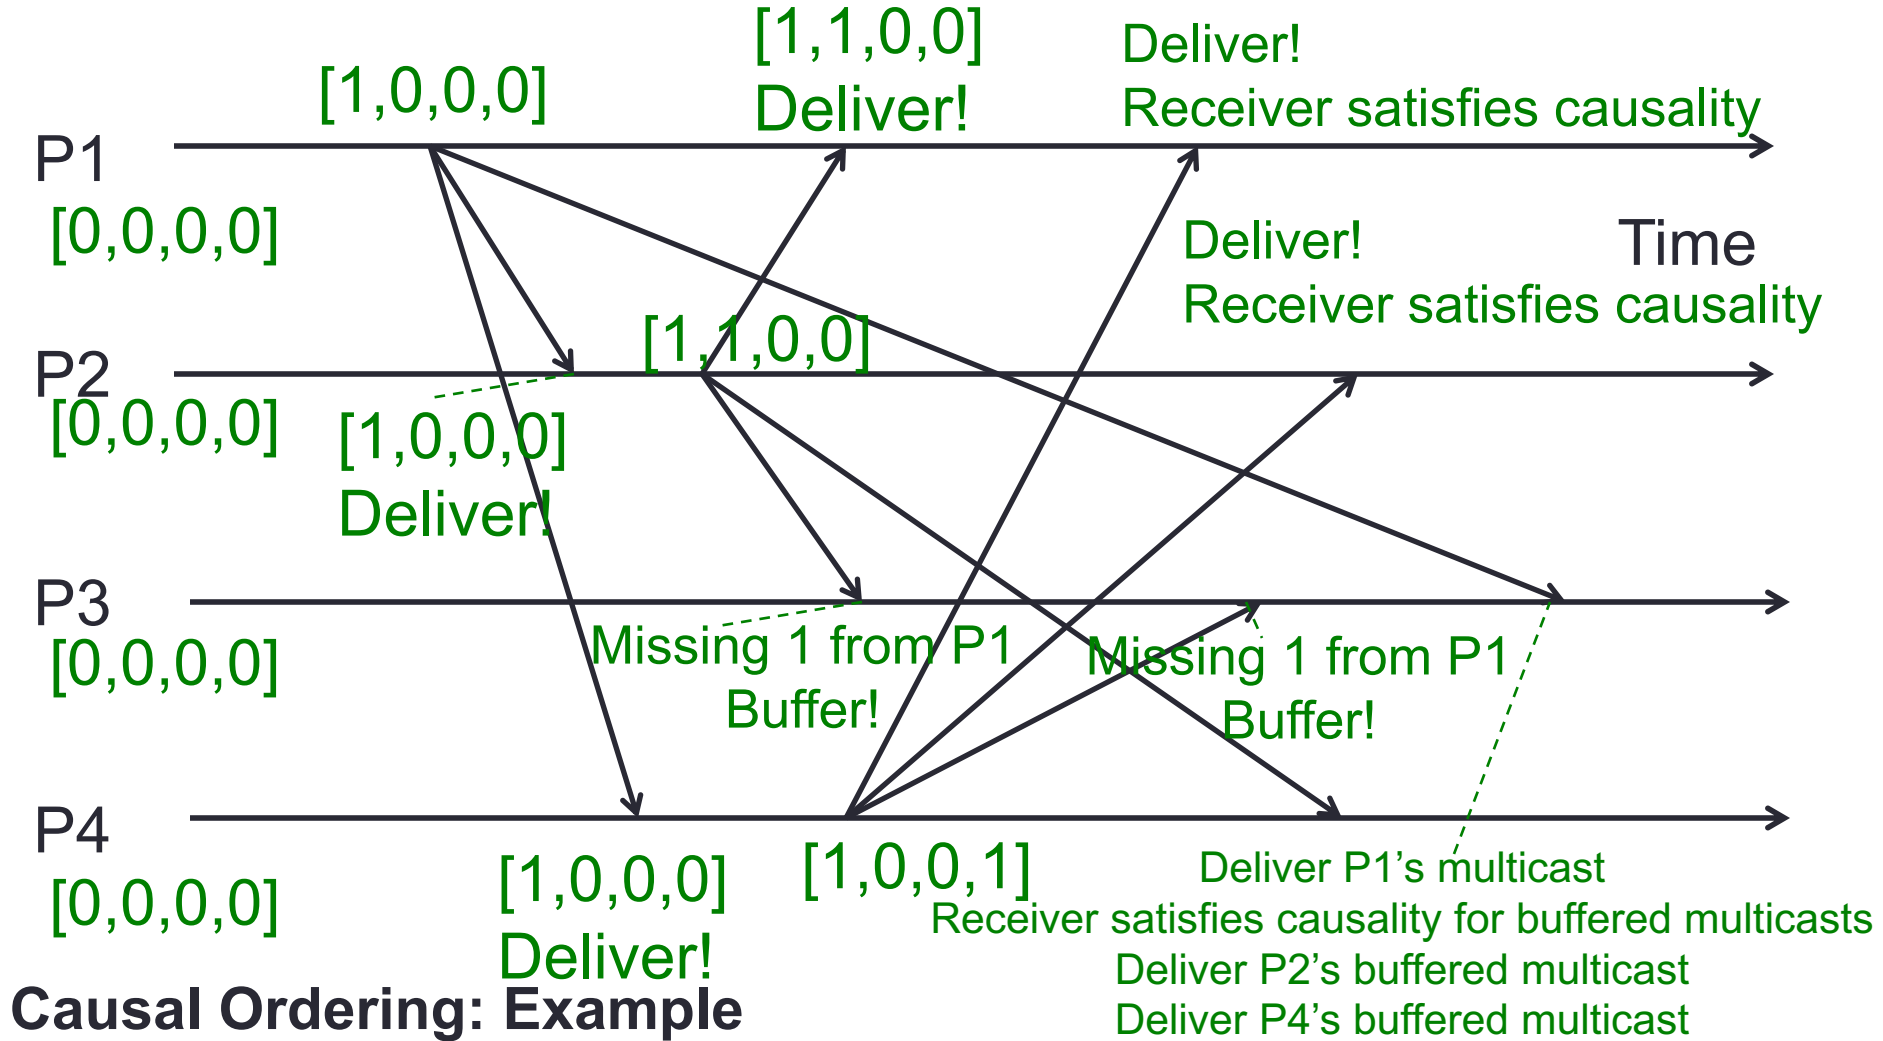 [1,1,0,0]
Deliver!
Deliver!
Receiver satisfies causality
[1,0,0,0]
P1
[0,0,0,0]
Time
Deliver!
Receiver satisfies causality
[1,1,0,0]
P2
[0,0,0,0]
[1,0,0,0]
Deliver!
P3
[0,0,0,0]
Missing 1 from P1
Buffer!
Missing 1 from P1
Buffer!
P4
[0,0,0,0]
[1,0,0,0]
Deliver!
[1,0,0,1]
Deliver P1’s multicast
Receiver satisfies causality for buffered multicasts
Deliver P2’s buffered multicast
Deliver P4’s buffered multicast
Causal Ordering: Example